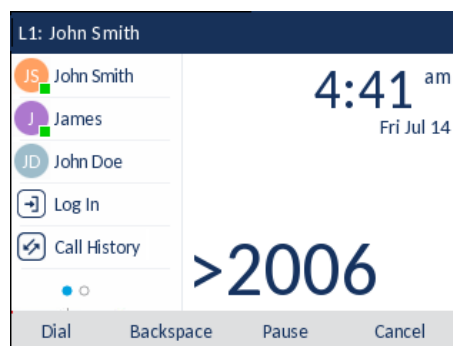 L1: John Smith
JS John Smith
4:41 am
J James
Fri Jul 14
JD John Doe
Log In
Call History
>2006
Dial Backspace Pause Cancel